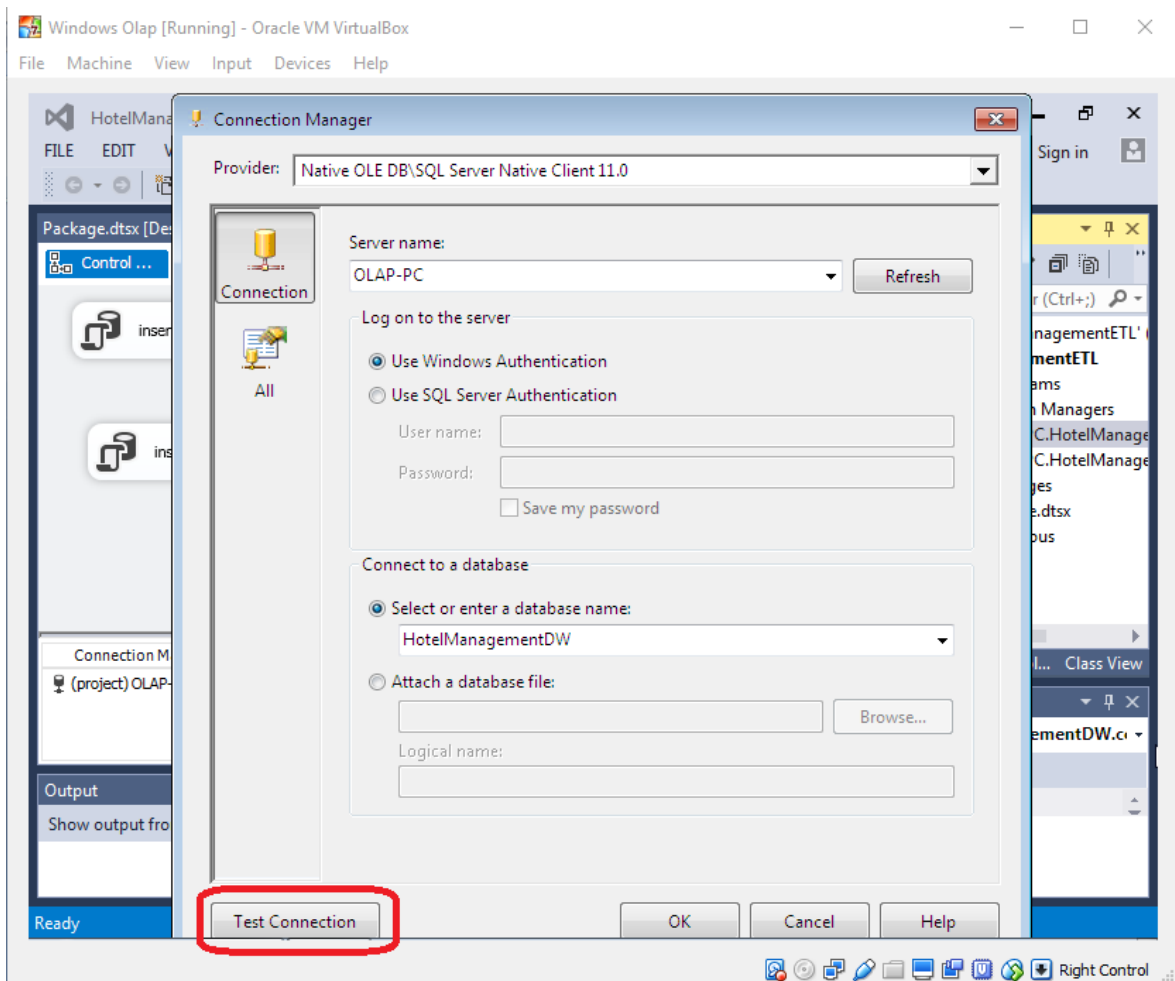 Windows Olap [Running] - Oracle VM VirtualBox
File Machine View Input Devices Help
HotelMana
Connection Manager
FILE EDIT V
Sign in
Provider: Native OLE DB\SQL Server Native Client 11.0
Package.dtsx [De
Control ...
Connection
All
Server name:
OLAP-PC
Refresh
Log on to the server
Use Windows Authentication
Use SQL Server Authentication
User name:
Password:
Save my password
Connect to a database
Select or enter a database name:
HotelManagementDW
Attach a database file:
Browse...
Logical name:
inser
ins
r (Ctrl+;)
nagementETL' (
mentETL
ams
n Managers
C.HotelManage
C.HotelManage
ges
e.dtsx
ous
Connection M
(project) OLAP-
l... Class View
ementDW.c
Output
Show output fro
Test Connection
OK
Cancel
Help
Ready
Right Control